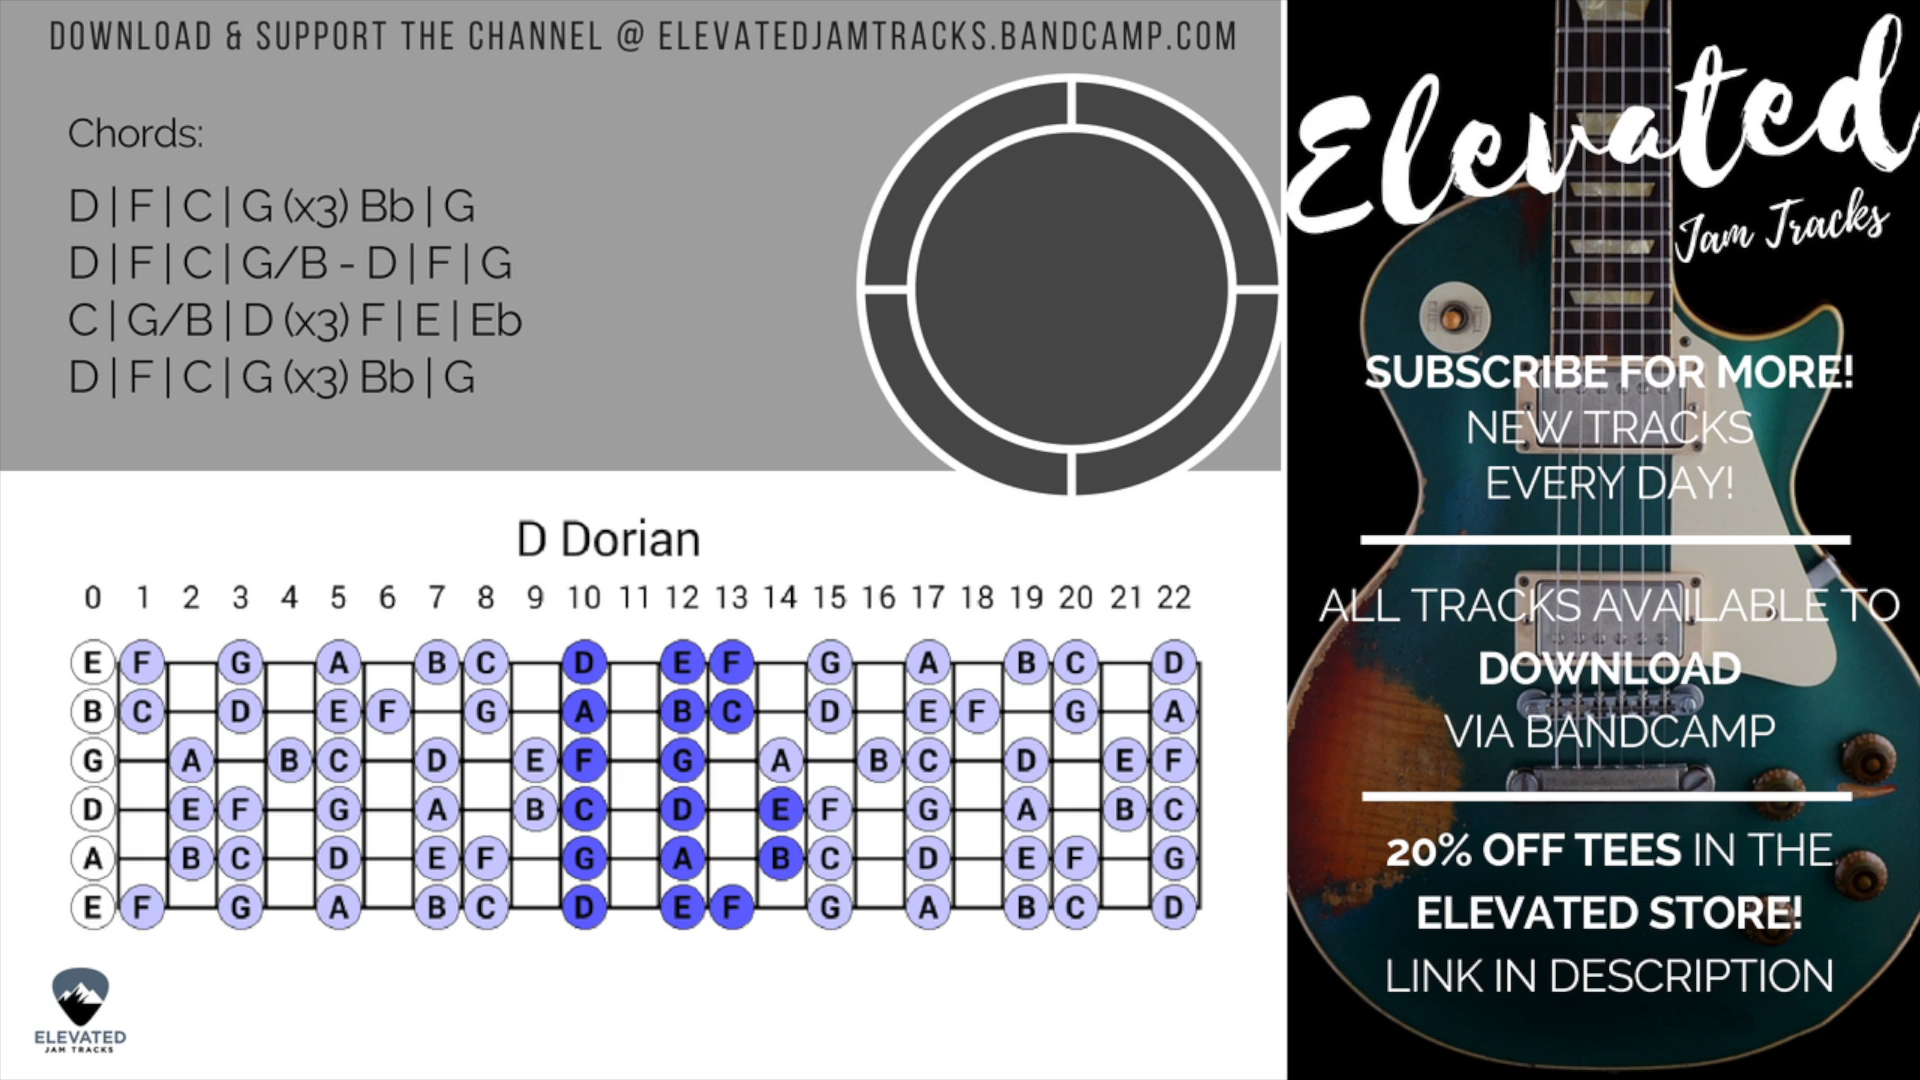 DOWNLOAD & SUPPORT THE CHANNEL @ ELEVATEDJAMTRACKS.BANDCAMP.COM
Chords:
D | F | C | G (x3) Bb | G
D | F | C | G/B - D | F | G
C | G/B | D (x3) F | E | Eb
D | F | C | G (x3) Bb | G
D Dorian
0 1 2 3 4 5 6 7 8 9 10 11 12 13 14 15 16 17 18 19 20 21 22
E F G A B C D E F G A B C D
B C D E F G A B C D E F G A
G A B C D E F G A B C D E F
D E F G A B C D E F G A B C
A B C D E F G A B C D E F G
E F G A B C D E F G A B C D
ELEVATED
JAM TRACKS
Elevated
Jam Tracks
SUBSCRIBE FOR MORE!
NEW TRACKS
EVERY DAY!
ALL TRACKS AVAILABLE TO
DOWNLOAD
VIA BANDCAMP
20% OFF TEES IN THE
ELEVATED STORE!
LINK IN DESCRIPTION